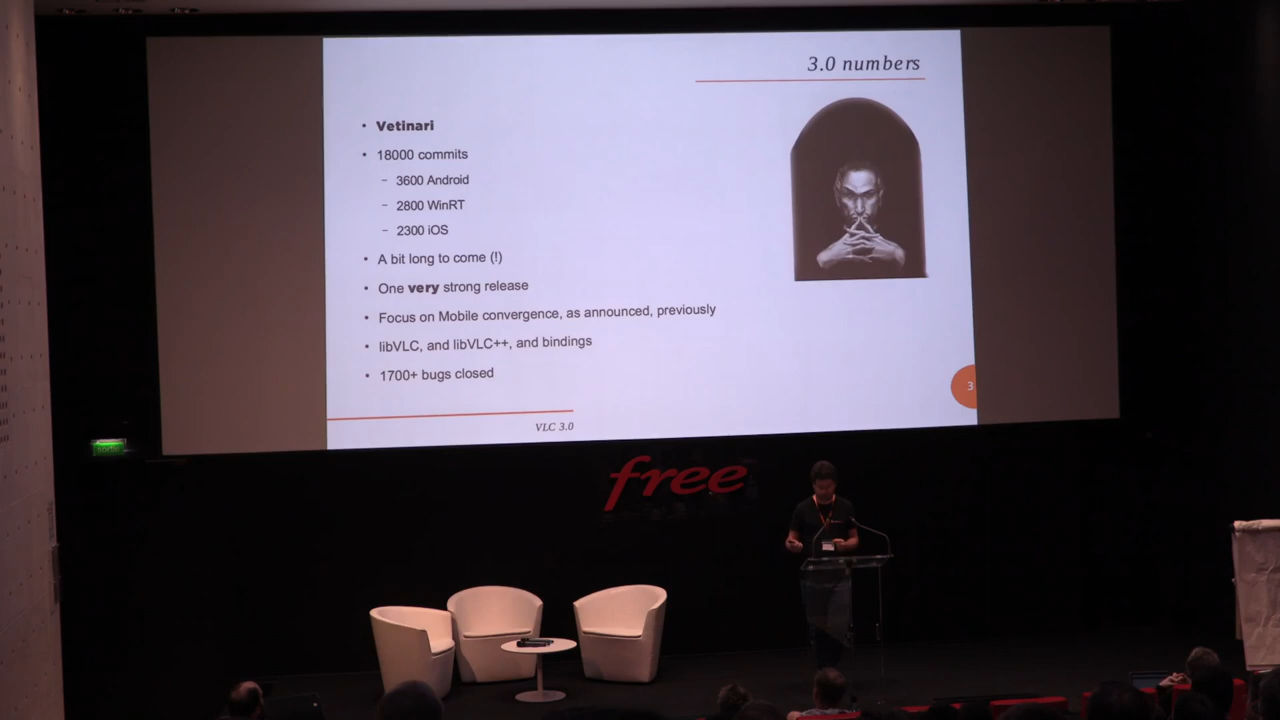 3.0 numbers
• Vetinari
• 18000 commits
– 3600 Android
– 2800 WinRT
– 2300 iOS
• A bit long to come (!)
• One very strong release
• Focus on Mobile convergence, as announced, previously
• libVLC, and libVLC++, and bindings
• 1700+ bugs closed
3
VLC 3.0
free